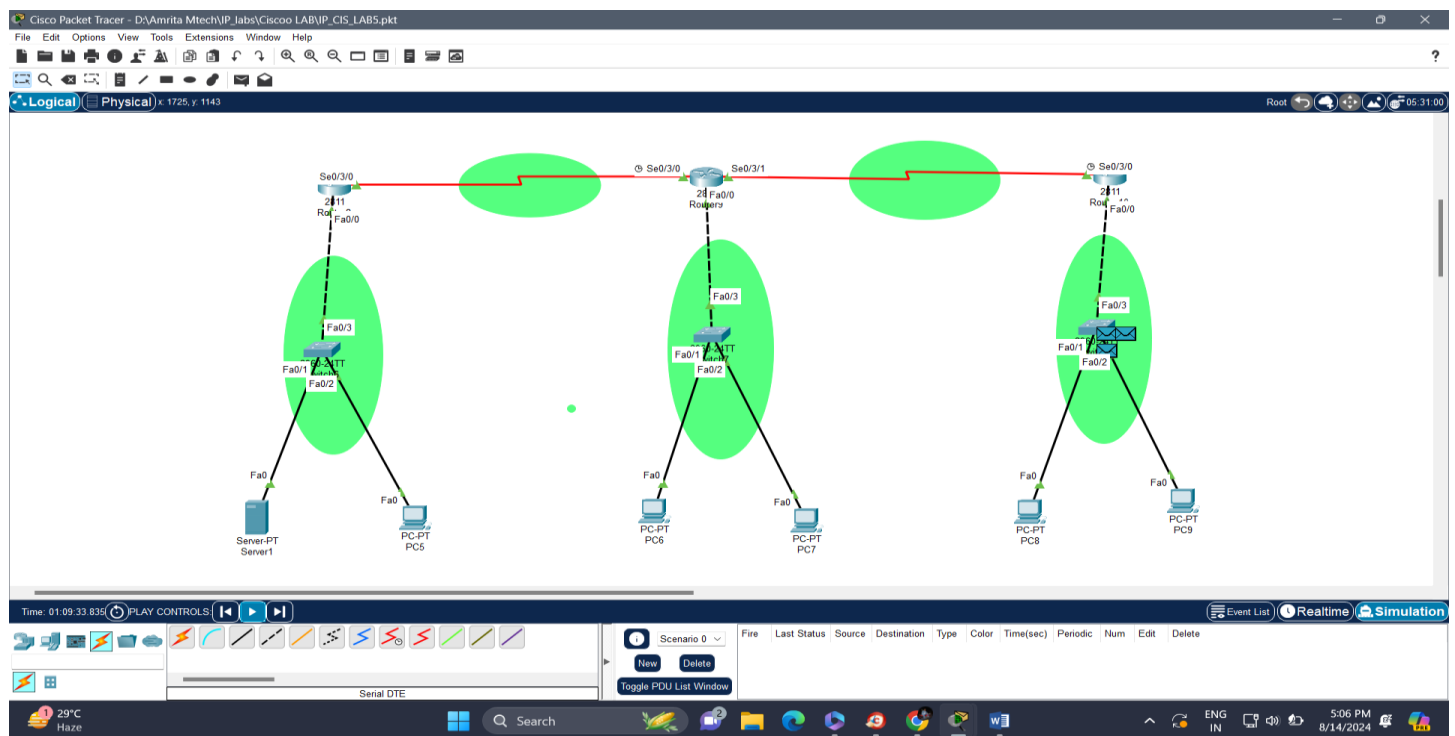 Cisco Packet Tracer - D:\Amrita Mtech\IP_labs\Ciscoo LAB\IP_CIS_LAB5.pkt
File Edit Options View Tools Extensions Window Help
?
Logical Physical x: 1725, y: 1143 Root 05:31:00
Se0/3/0 Se0/3/0 Se0/3/1 Se0/3/0
2811 Fa0/0 2811
Fa0/0 Router9 Fa0/0
Fa0/3 Fa0/3 Fa0/3
Fa0/1 Fa0/1 Fa0/1
Fa0/2 Fa0/2 Fa0/2
Fa0 Fa0 Fa0 Fa0 Fa0 Fa0
Server-PT
Server1
PC-PT
PC5
PC-PT
PC6
PC-PT
PC7
PC-PT
PC8
PC-PT
PC9
Time: 01:09:33.835 PLAY CONTROLS: Event List Realtime Simulation
Scenario 0
New Delete
Toggle PDU List Window
Fire Last Status Source Destination Type Color Time(sec) Periodic Num Edit Delete
Serial DTE
1
29°C
Haze
Search
2
ENG
IN
5:06 PM
8/14/2024